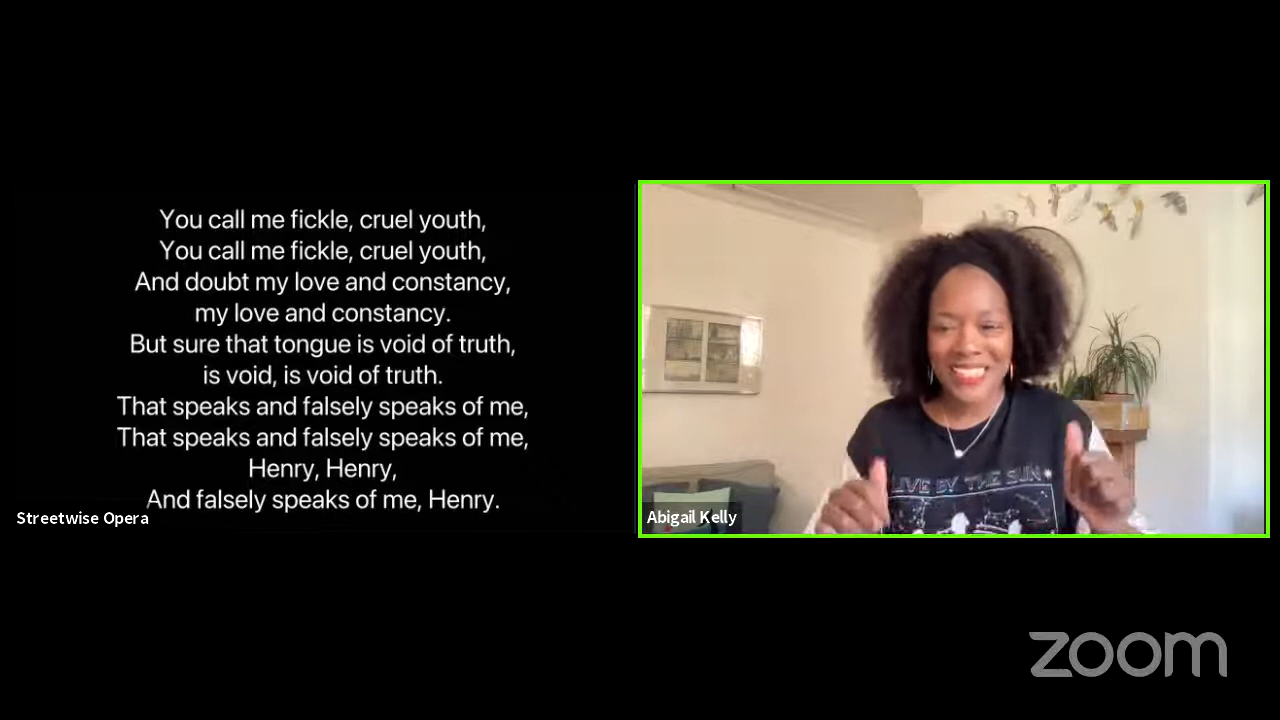 You call me fickle, cruel youth,
You call me fickle, cruel youth,
And doubt my love and constancy,
my love and constancy.
But sure that tongue is void of truth,
is void, is void of truth.
That speaks and falsely speaks of me,
That speaks and falsely speaks of me,
Henry, Henry,
And falsely speaks of me, Henry.
Streetwise Opera
LIVE BY THE SUN
Abigail Kelly
zoom